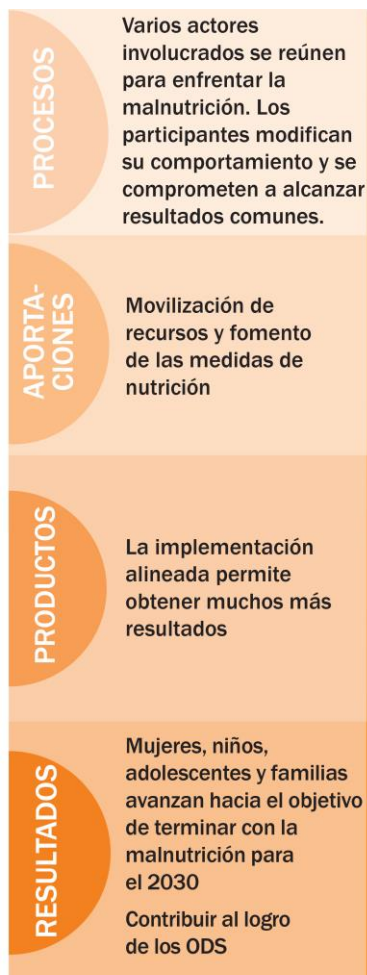 PROCESOS
Varios actores
involucrados se reúnen
para enfrentar la
malnutrición. Los
participantes modifican
su comportamiento y se
comprometen a alcanzar
resultados comunes.
APORTA-
CIONES
Movilización de
recursos y fomento
de las medidas de
nutrición
PRODUCTOS
La implementación
alineada permite
obtener muchos más
resultados
RESULTADOS
Mujeres, niños,
adolescentes y familias
avanzan hacia el objetivo
de terminar con la
malnutrición para
el 2030
Contribuir al logro
de los ODS